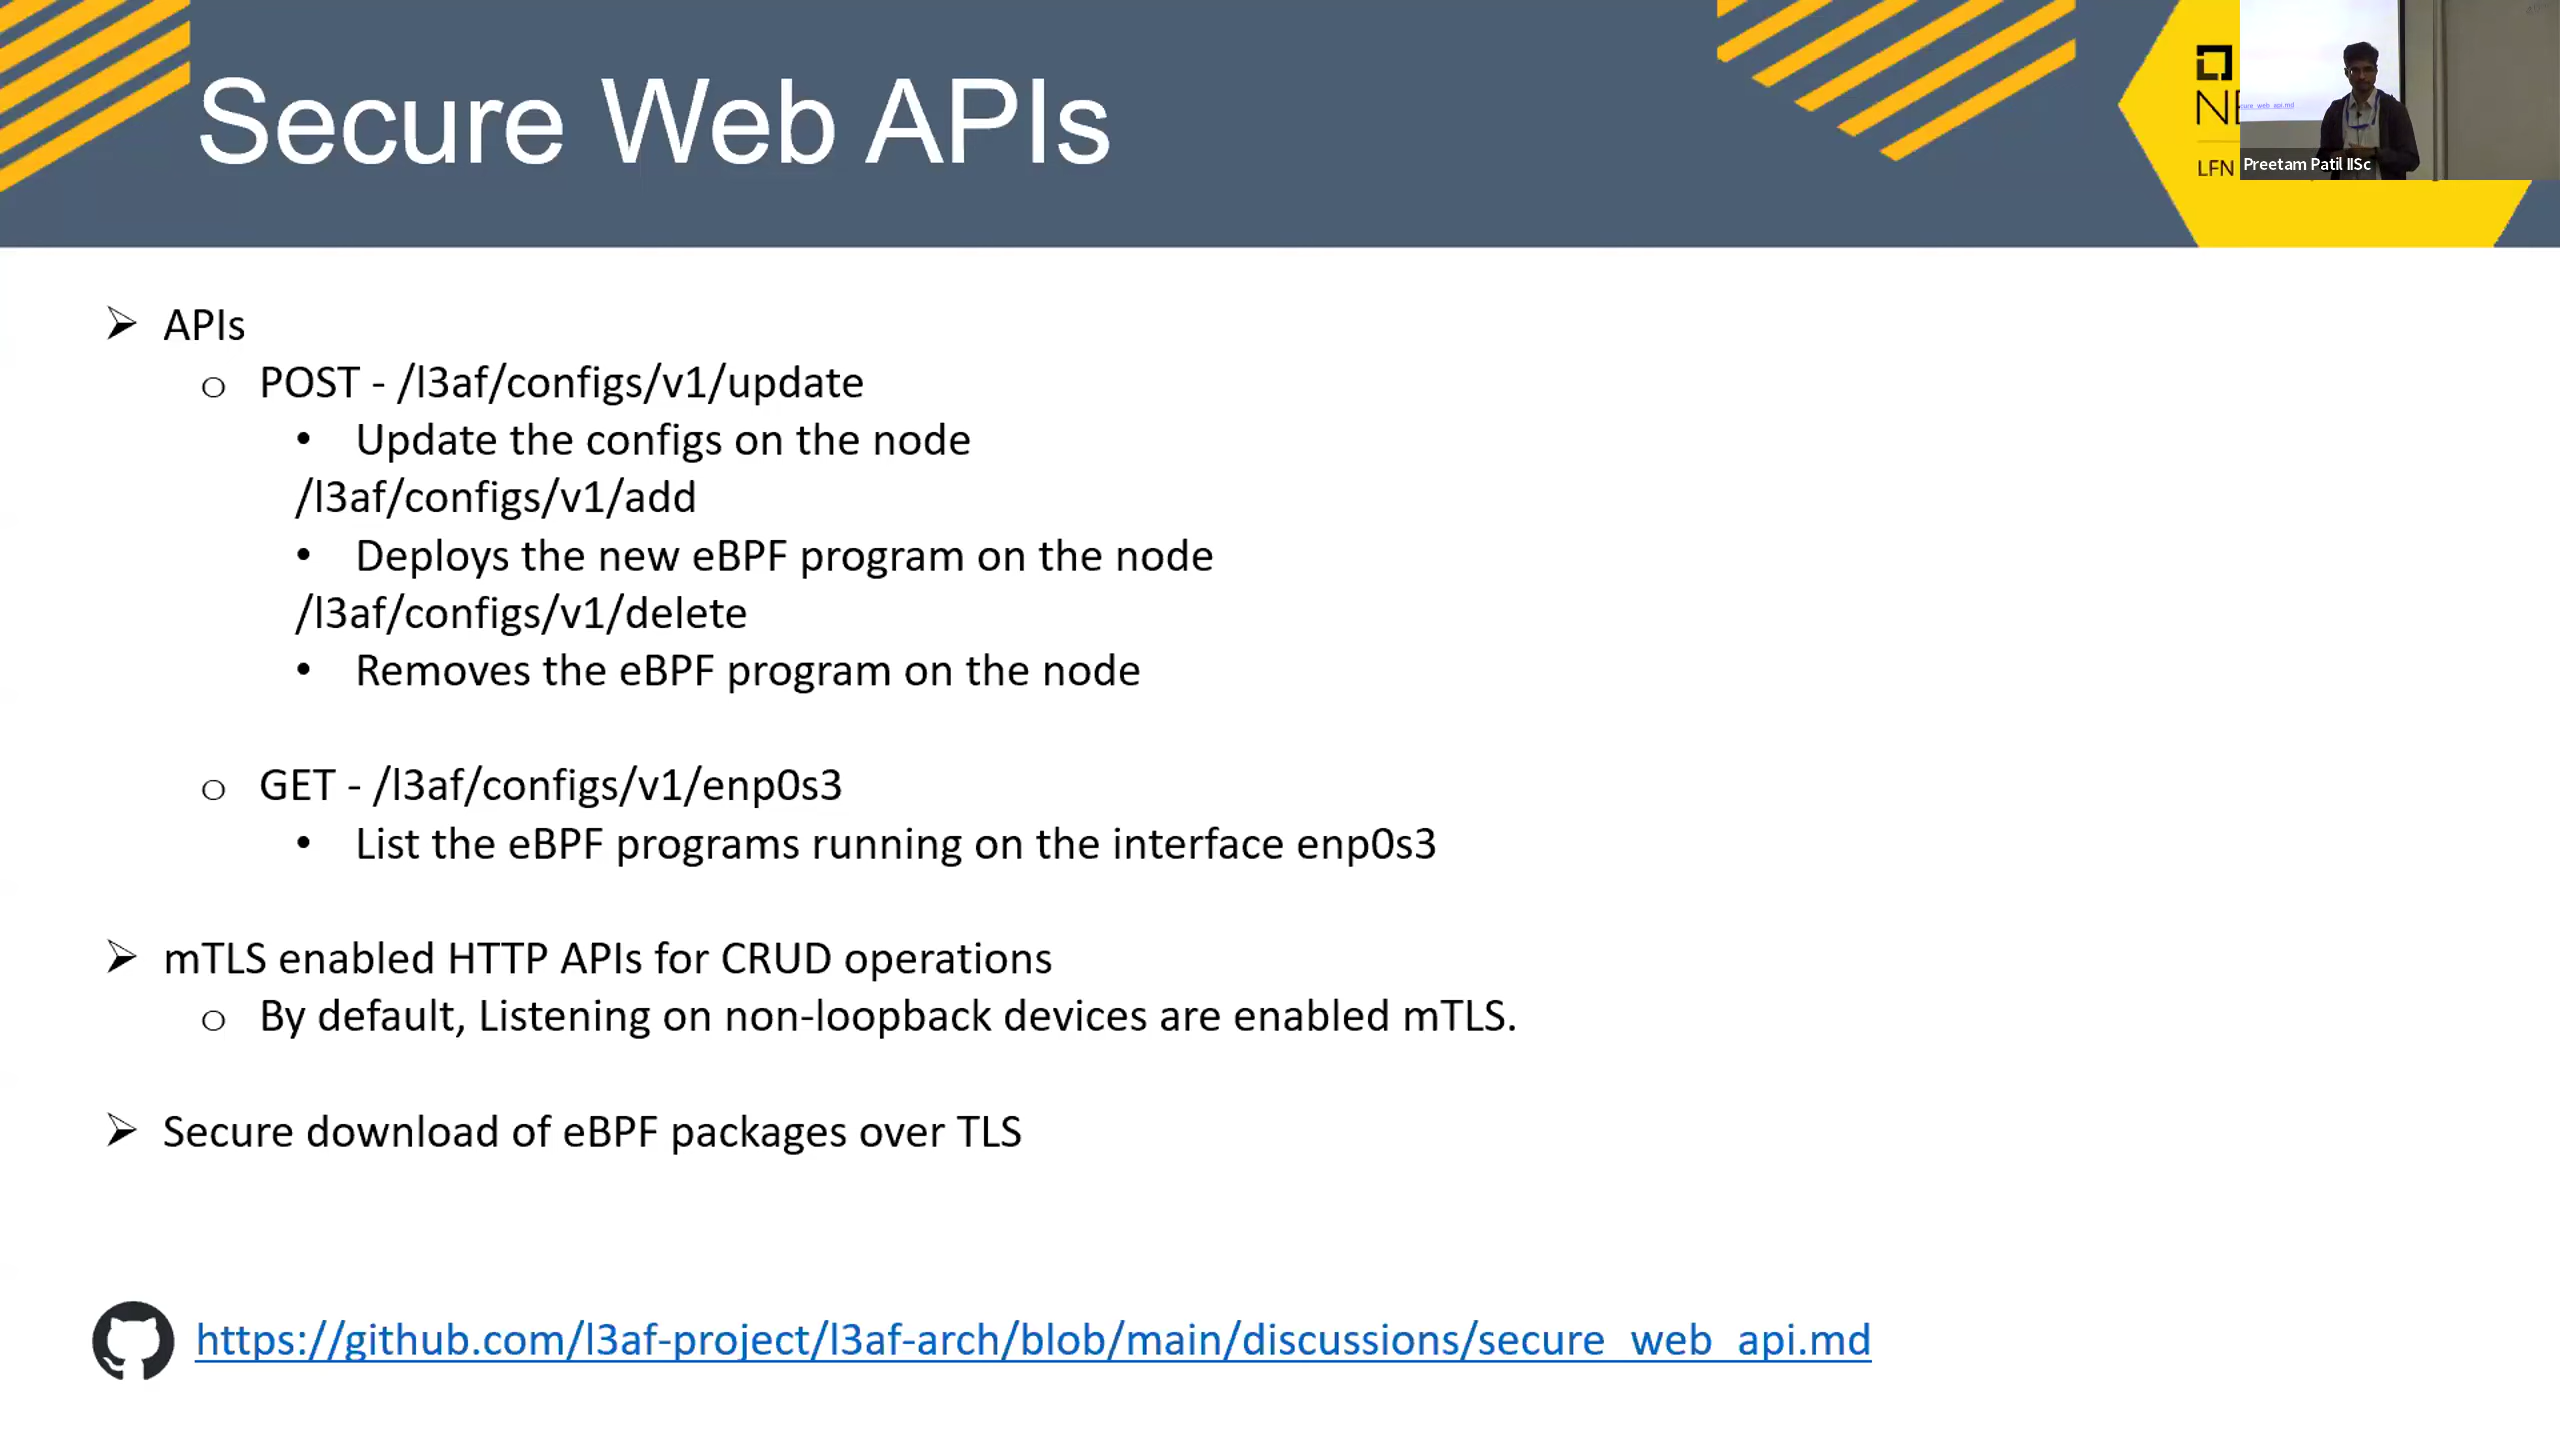 Secure Web APIs
NE
LFN
cure_web_api.md
Preetam Patil IISc
➢ APIs
o POST - /l3af/configs/v1/update
• Update the configs on the node
/l3af/configs/v1/add
• Deploys the new eBPF program on the node
/l3af/configs/v1/delete
• Removes the eBPF program on the node
o GET - /l3af/configs/v1/enp0s3
• List the eBPF programs running on the interface enp0s3
➢ mTLS enabled HTTP APIs for CRUD operations
o By default, Listening on non-loopback devices are enabled mTLS.
➢ Secure download of eBPF packages over TLS
https://github.com/l3af-project/l3af-arch/blob/main/discussions/secure_web_api.md